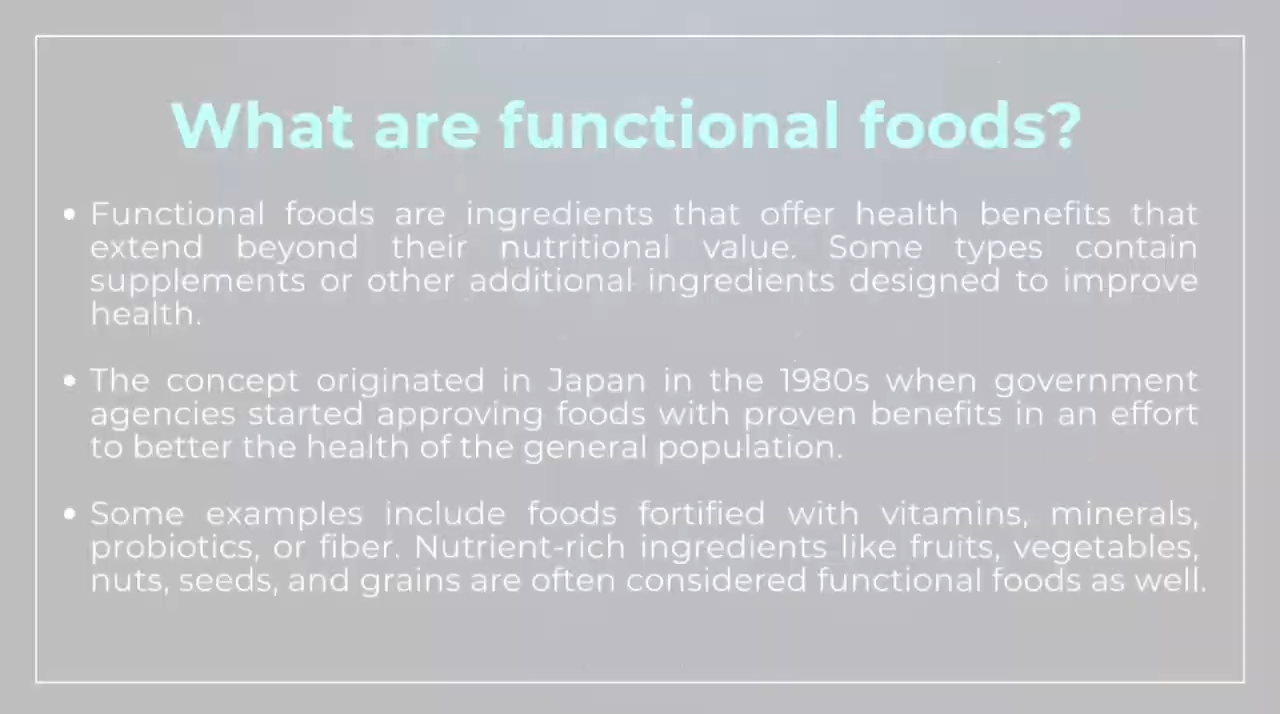 What are functional foods?
• Functional foods are ingredients that offer health benefits that
extend beyond their nutritional value. Some types contain
supplements or other additional ingredients designed to improve
health.
• The concept originated in Japan in the 1980s when government
agencies started approving foods with proven benefits in an effort
to better the health of the general population.
• Some examples include foods fortified with vitamins, minerals,
probiotics, or fiber. Nutrient-rich ingredients like fruits, vegetables,
nuts, seeds, and grains are often considered functional foods as well.